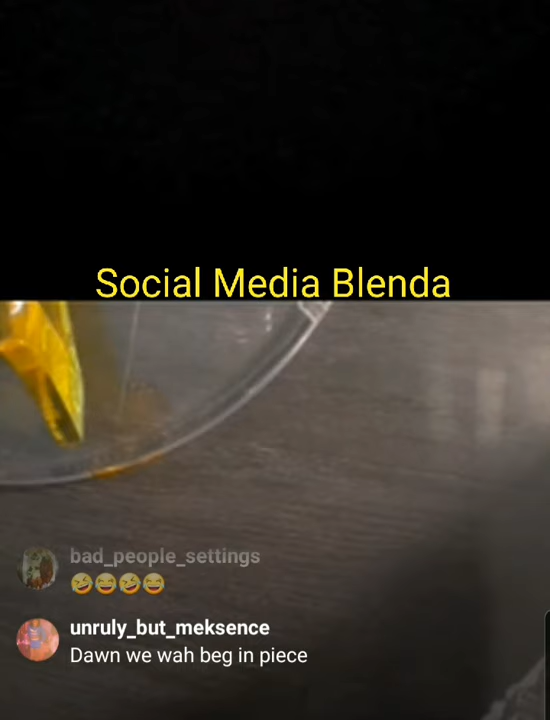 Social Media Blenda
bad_people_settings
🤣😆🤣😆
unruly_but_meksence
Dawn we wah beg in piece